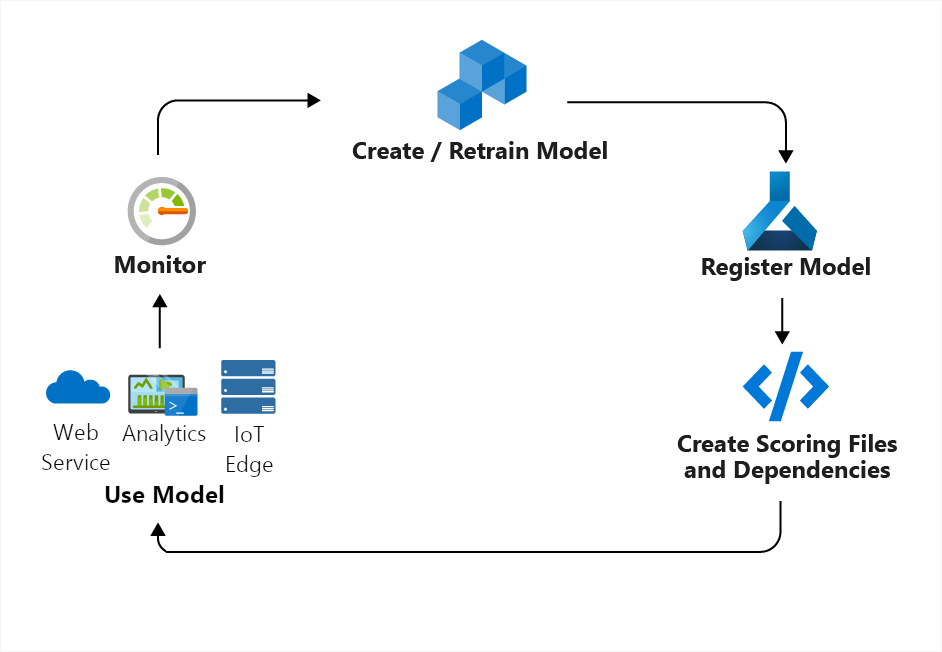 Create / Retrain Model
Register Model
Create Scoring Files
and Dependencies
Monitor
Web
Service
Analytics
IoT
Edge
Use Model